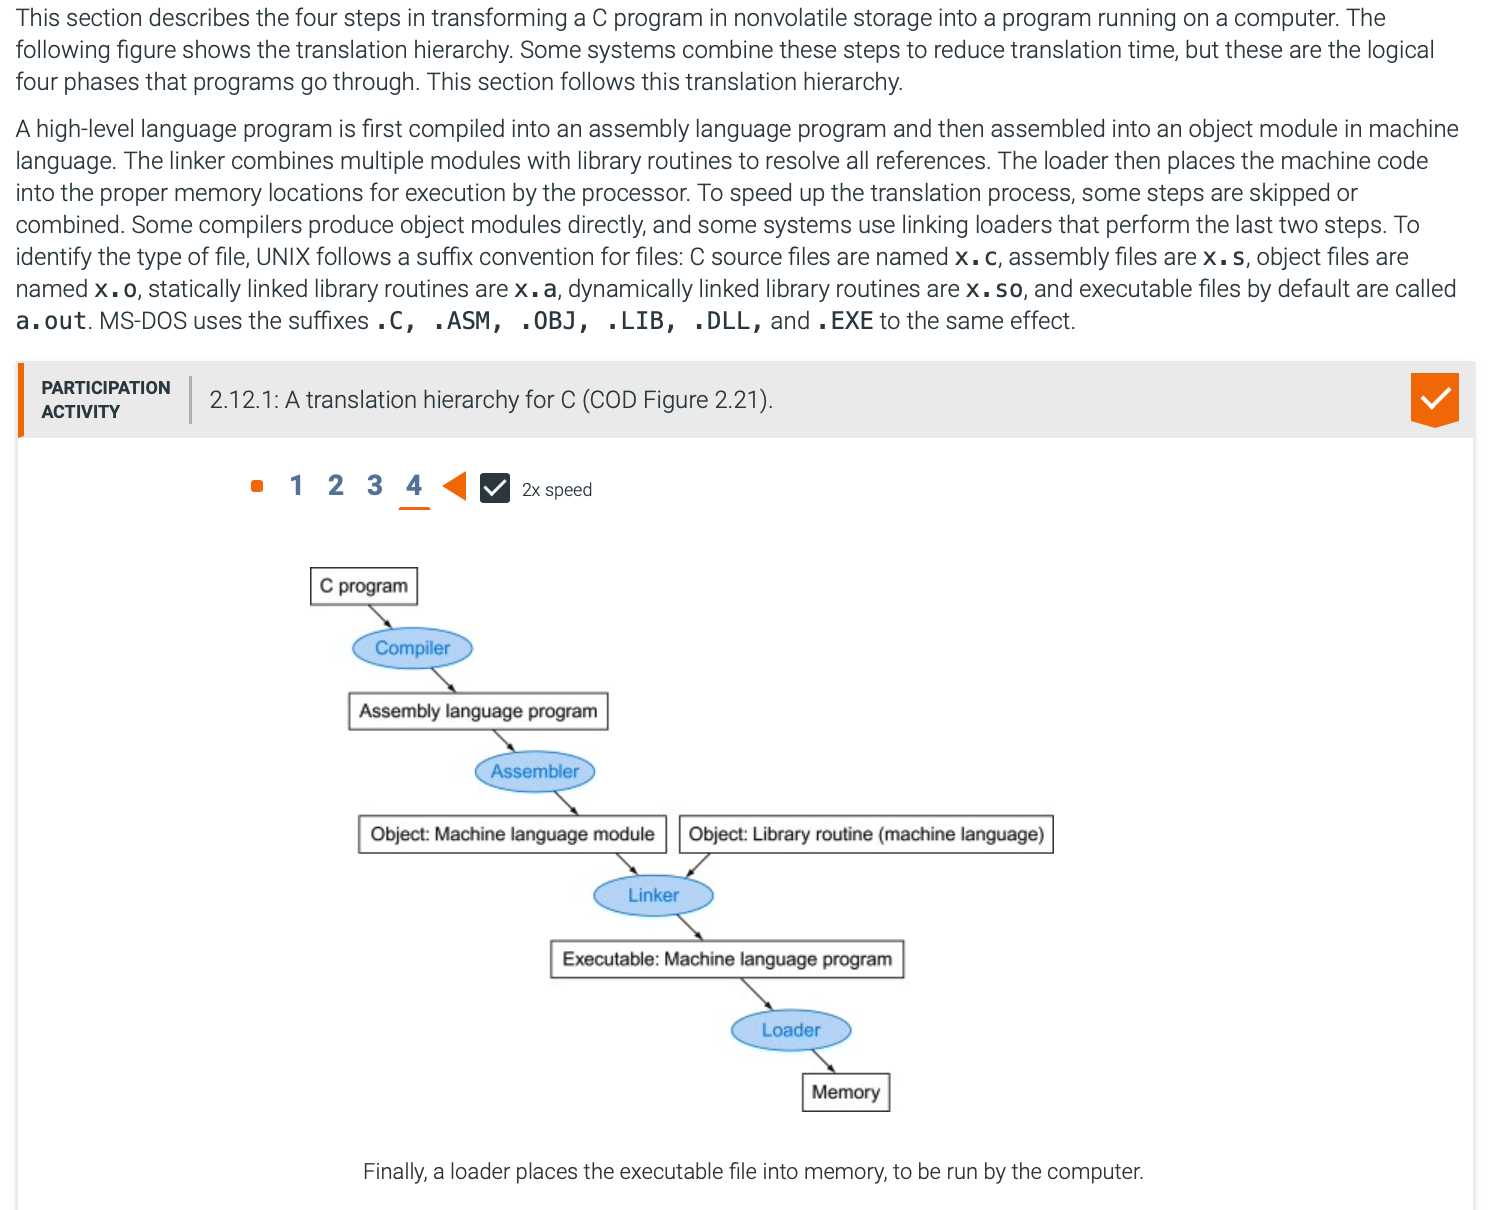 This section describes the four steps in transforming a C program in nonvolatile storage into a program running on a computer. The
following figure shows the translation hierarchy. Some systems combine these steps to reduce translation time, but these are the logical
four phases that programs go through. This section follows this translation hierarchy.
A high-level language program is first compiled into an assembly language program and then assembled into an object module in machine
language. The linker combines multiple modules with library routines to resolve all references. The loader then places the machine code
into the proper memory locations for execution by the processor. To speed up the translation process, some steps are skipped or
combined. Some compilers produce object modules directly, and some systems use linking loaders that perform the last two steps. To
identify the type of file, UNIX follows a suffix convention for files: C source files are named x.c, assembly files are x.s, object files are
named x.o, statically linked library routines are x.a, dynamically linked library routines are x.so, and executable files by default are called
a.out. MS-DOS uses the suffixes .C, .ASM, .OBJ, .LIB, .DLL, and .EXE to the same effect.
PARTICIPATION
ACTIVITY
2.12.1: A translation hierarchy for C (COD Figure 2.21).
1 2 3 4 2x speed
C program
Compiler
Assembly language program
Assembler
Object: Machine language module
Object: Library routine (machine language)
Linker
Executable: Machine language program
Loader
Memory
Finally, a loader places the executable file into memory, to be run by the computer.